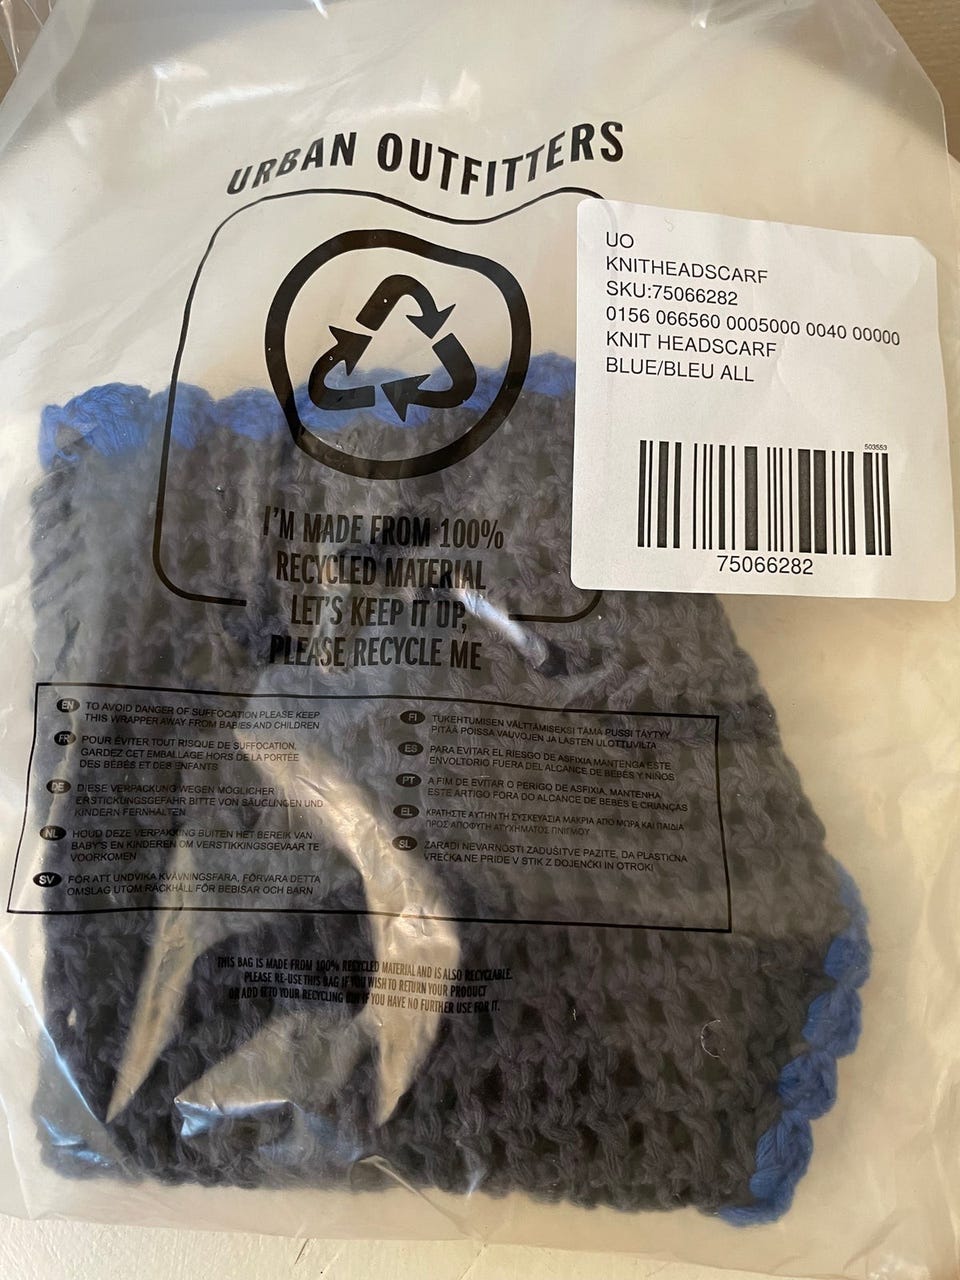 URBAN OUTFITTERS
UO
KNITHEADSCARF
SKU:75066282
0156 066560 0005000 0040 00000
KNIT HEADSCARF
BLUE/BLEU ALL
503553
75066282
I'M MADE FROM 100%
RECYCLED MATERIAL
LET'S KEEP IT UP,
PLEASE RECYCLE ME
EN TO AVOID DANGER OF SUFFOCATION PLEASE KEEP
THIS WRAPPER AWAY FROM BABIES AND CHILDREN
FR POUR ÉVITER TOUT RISQUE DE SUFFOCATION,
GARDEZ CET EMBALLAGE HORS DE LA PORTÉE
DES BÉBÉS ET DES ENFANTS
DE DIESE VERPACKUNG WEGEN MÖGLICHER
ERSTICKUNGSGEFAHR BITTE VON SÄUGLINGEN UND
KINDERN FERNHALTEN
NL HOUD DEZE VERPAKKING BUITEN HET BEREIK VAN
BABY'S EN KINDEREN OM VERSTIKKINGSGEVAAR TE
VOORKOMEN
SV FÖR ATT UNDVIKA KVÄVNINGSFARA, FÖRVARA DETTA
OMSLAG UTOM RÄCKHÅLL FÖR BEBISAR OCH BARN
FI TUKEHTUMISEN VÄLTTÄMISEKSI TÄMÄ PUSSI TÄYTYY
PITÄÄ POISSA VAUVOJEN JA LASTEN ULOTTUVILTA
ES PARA EVITAR EL RIESGO DE ASFIXIA MANTENGA ESTE
ENVOLTORIO FUERA DEL ALCANCE DE BEBÉS Y NIÑOS
PT A FIM DE EVITAR O PERIGO DE ASFIXIA, MANTENHA
ESTE ARTIGO FORA DO ALCANCE DE BEBÉS E CRIANÇAS
EL ΚΡΑΤΗΣΤΕ ΑΥΤΗΝ ΤΗ ΣΥΣΚΕΥΑΣΙΑ ΜΑΚΡΙΑ ΑΠΟ ΜΩΡΑ ΚΑΙ ΠΑΙΔΙΑ
ΠΡΟΣ ΑΠΟΦΥΓΗ ΑΤΥΧΗΜΑΤΟΣ ΠΝΙΓΜΟΥ
SL ZARADI NEVARNOSTI ZADUŠITVE PAZITE, DA PLASTIČNA
VREČKA NE PRIDE V STIK Z DOJENČKI IN OTROKI
THIS BAG IS MADE FROM 100% RECYCLED MATERIAL AND IS ALSO RECYCLABLE.
PLEASE RE-USE THIS BAG IF YOU WISH TO RETURN YOUR PRODUCT
OR ADD IT TO YOUR RECYCLING BIN IF YOU HAVE NO FURTHER USE FOR IT.